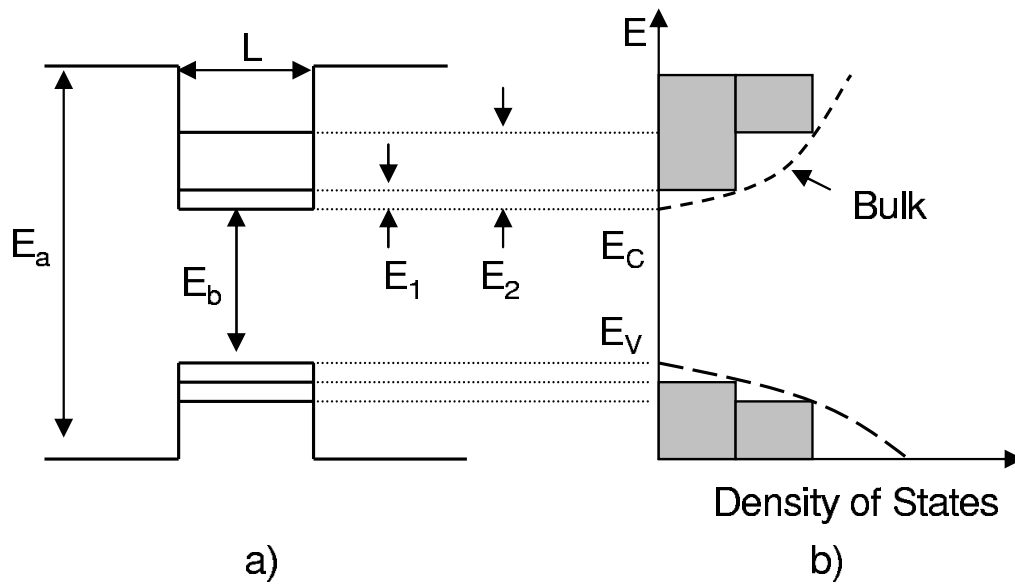 L
E
Bulk
E_a
E_b
E_1
E_2
E_C
E_V
Density of States
a)
b)